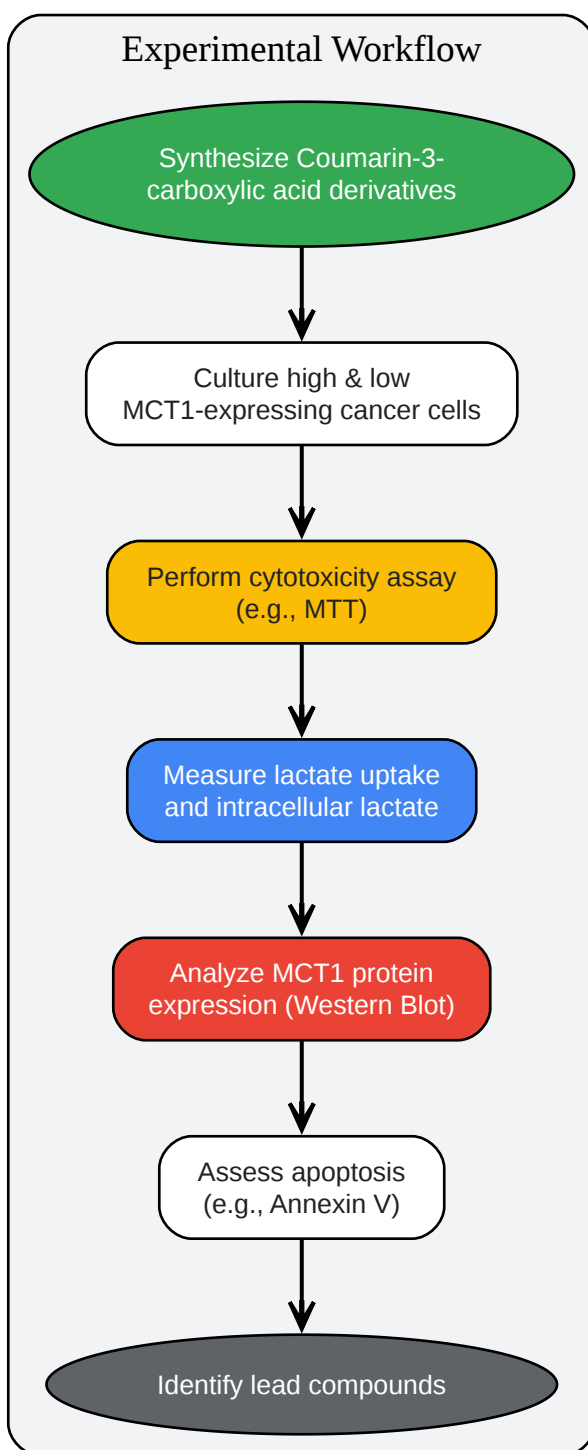 Experimental Workflow
Synthesize Coumarin-3-
carboxylic acid derivatives
Culture high & low
MCT1-expressing cancer cells
Perform cytotoxicity assay
(e.g., MTT)
Measure lactate uptake
and intracellular lactate
Analyze MCT1 protein
expression (Western Blot)
Assess apoptosis
(e.g., Annexin V)
Identify lead compounds